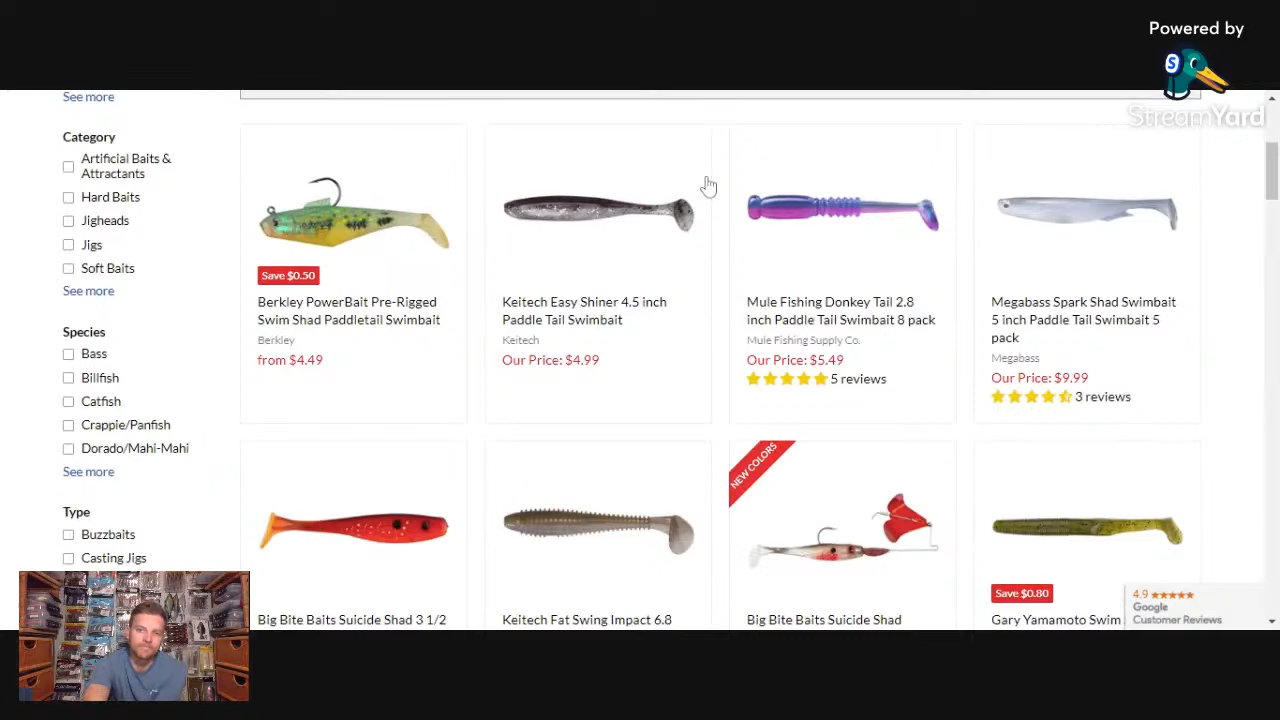 Powered by
S
StreamYard
See more
Category
Artificial Baits &
Attractants
Hard Baits
Jigheads
Jigs
Soft Baits
See more
Species
Bass
Billfish
Catfish
Crappie/Panfish
Dorado/Mahi-Mahi
See more
Type
Buzzbaits
Casting Jigs
Save $0.50
Berkley PowerBait Pre-Rigged
Swim Shad Paddletail Swimbait
Berkley
from $4.49
Keitech Easy Shiner 4.5 inch
Paddle Tail Swimbait
Keitech
Our Price: $4.99
Mule Fishing Donkey Tail 2.8
inch Paddle Tail Swimbait 8 pack
Mule Fishing Supply Co.
Our Price: $5.49
5 reviews
Megabass Spark Shad Swimbait
5 inch Paddle Tail Swimbait 5
pack
Megabass
Our Price: $9.99
3 reviews
Big Bite Baits Suicide Shad 3 1/2
Keitech Fat Swing Impact 6.8
NEW COLORS
Big Bite Baits Suicide Shad
Save $0.80
Gary Yamamoto Swim
4.9
Google
Customer Reviews